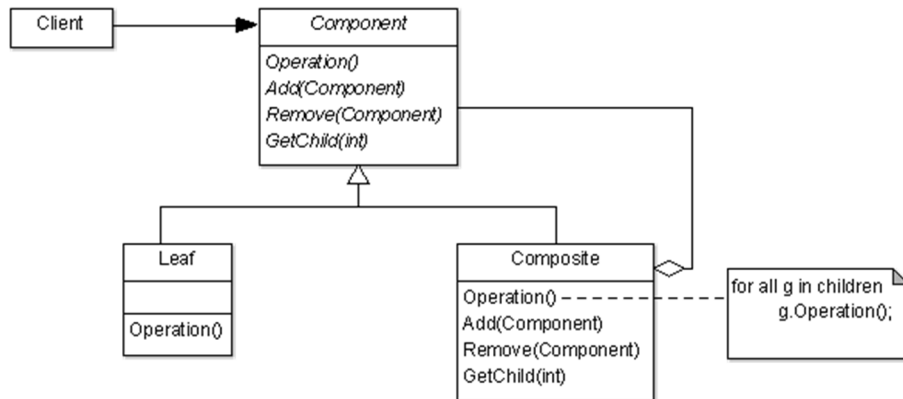 Client
Component
Operation()
Add(Component)
Remove(Component)
GetChild(int)
Leaf
Operation()
Composite
Operation()
Add(Component)
Remove(Component)
GetChild(int)
for all g in children
g.Operation();